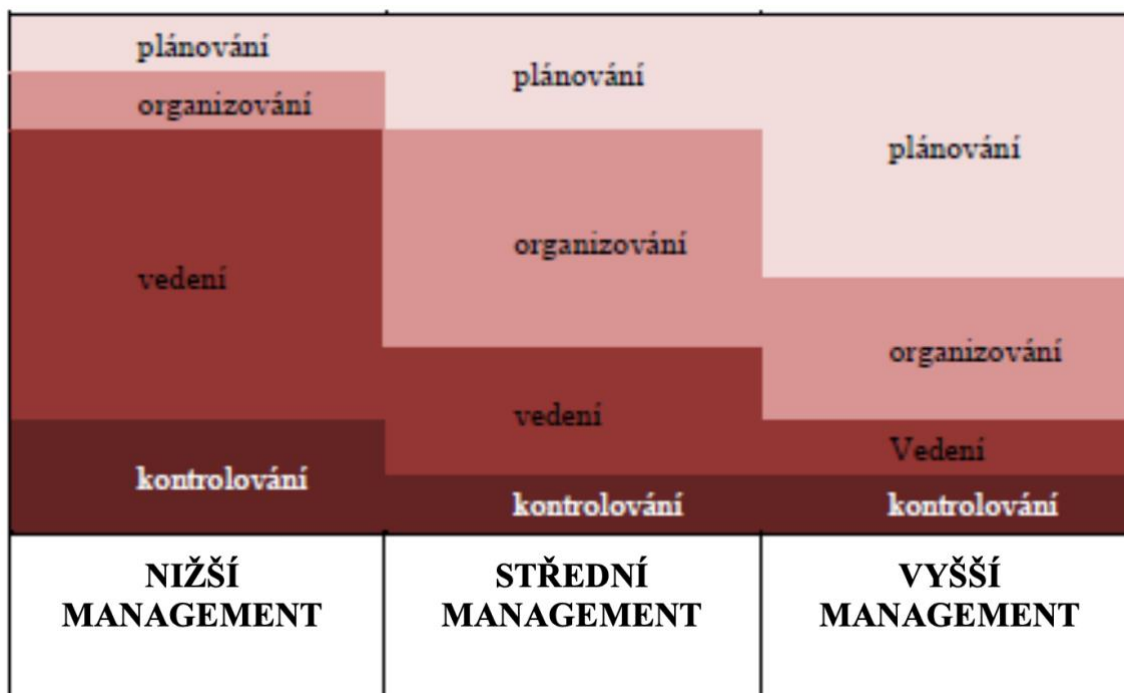 plánování
organizování
vedení
kontrolování
plánování
organizování
vedení
kontrolování
plánování
organizování
Vedení
kontrolování
NIŽŠÍ
MANAGEMENT
STŘEDNÍ
MANAGEMENT
VYŠŠÍ
MANAGEMENT